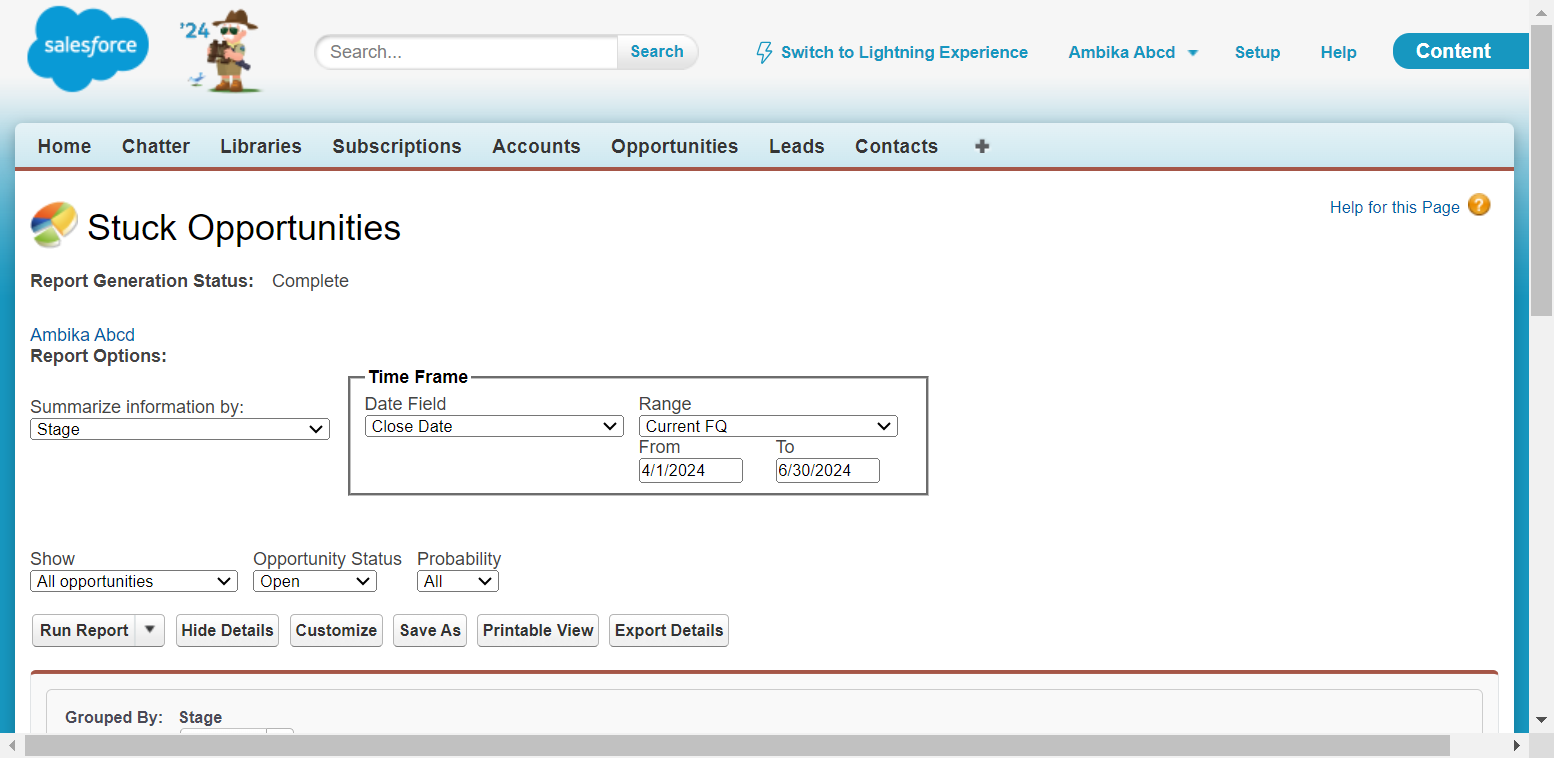 salesforce
'24
Search...
Search
Switch to Lightning Experience
Ambika Abcd
Setup
Help
Content
Home Chatter Libraries Subscriptions Accounts Opportunities Leads Contacts
Stuck Opportunities
Help for this Page ?
Report Generation Status: Complete
Ambika Abcd
Report Options:
Time Frame
Summarize information by:
Stage
Date Field
Close Date
Range
Current FQ
From To
4/1/2024 6/30/2024
Show Opportunity Status Probability
All opportunities Open All
Run Report Hide Details Customize Save As Printable View Export Details
Grouped By: Stage